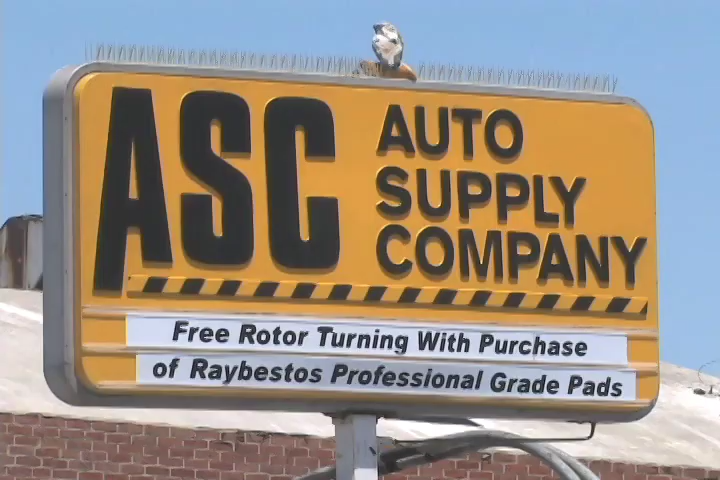 ASC
AUTO
SUPPLY
COMPANY
Free Rotor Turning With Purchase
of Raybestos Professional Grade Pads